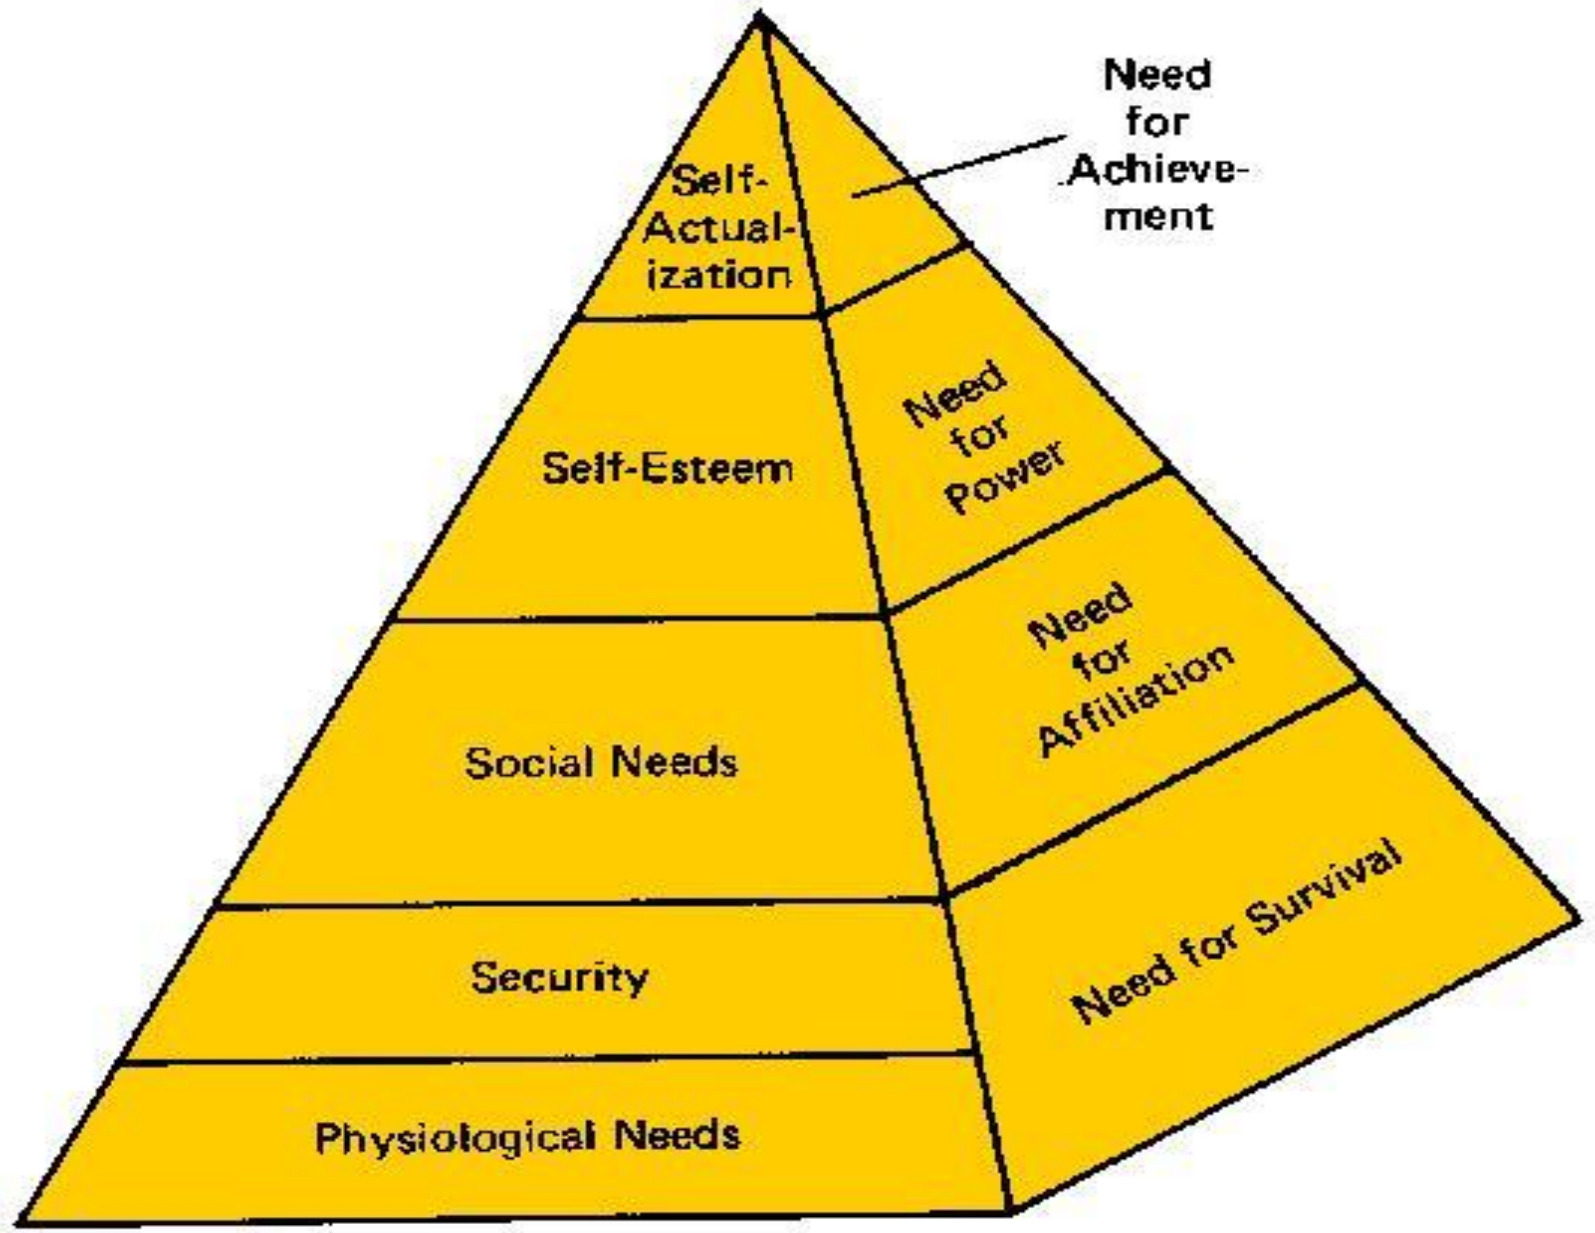 Need
for
Achieve-
ment
Self-
Actual-
ization
Need
for
Power
Self-Esteem
Need
for
Affiliation
Social Needs
Need for Survival
Security
Physiological Needs